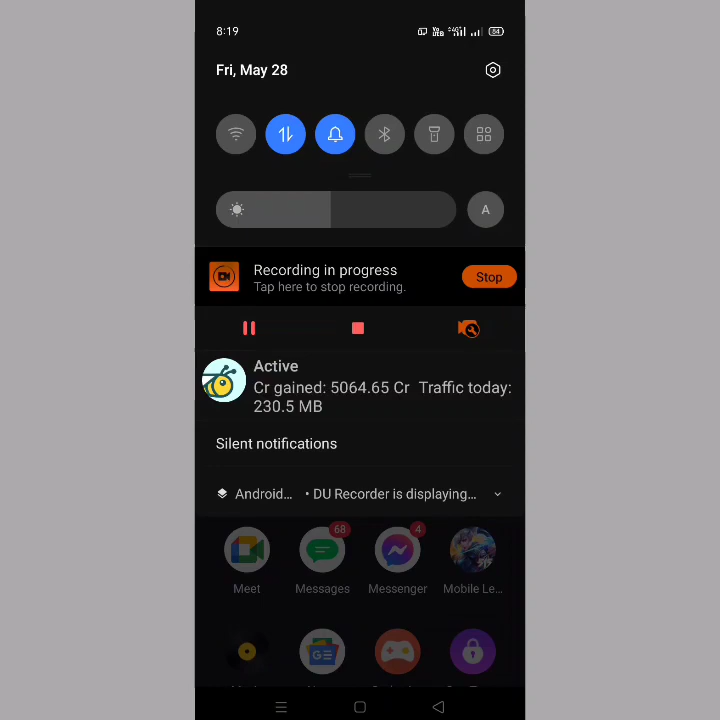 8:19
84
Fri, May 28
A
Recording in progress
Tap here to stop recording.
Stop
Active
Cr gained: 5064.65 Cr Traffic today:
230.5 MB
Silent notifications
Android... • DU Recorder is displaying...
68
4
Meet
Messages
Messenger
Mobile Le...
GE